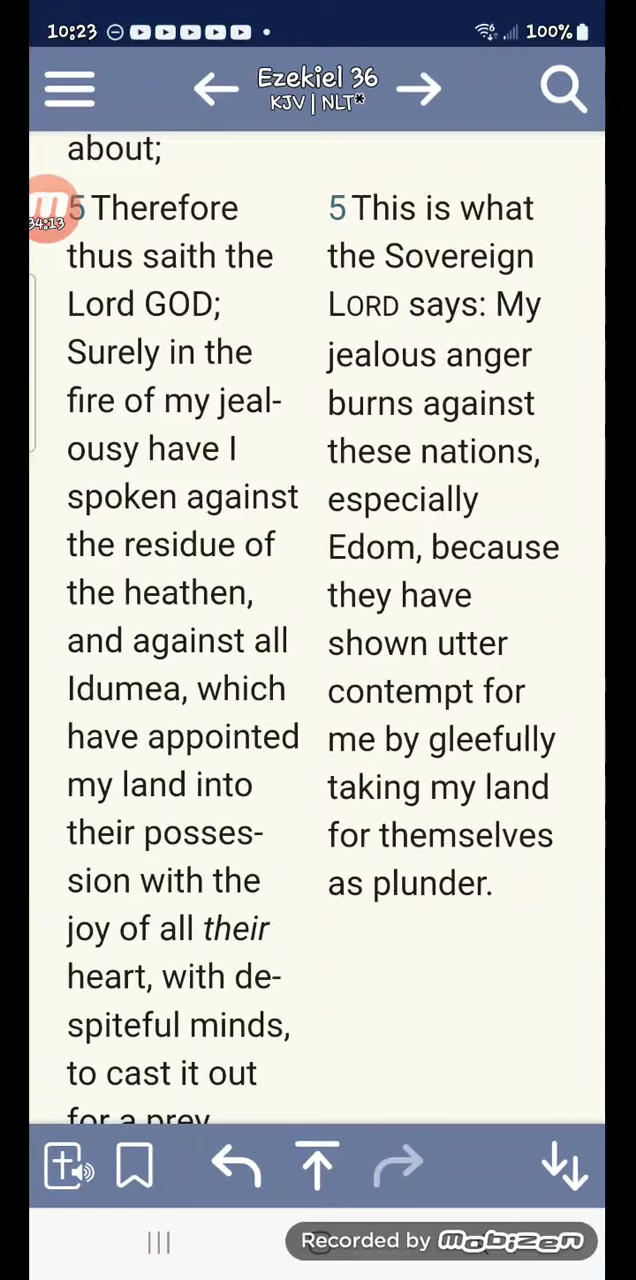 10:23
100%
Ezekiel 36
KJV | NLT*
about;
34:13
5 Therefore
thus saith the
Lord GOD;
Surely in the
fire of my jeal-
ousy have I
spoken against
the residue of
the heathen,
and against all
Idumea, which
have appointed
my land into
their posses-
sion with the
joy of all their
heart, with de-
spiteful minds,
to cast it out
for a prey
5 This is what
the Sovereign
LORD says: My
jealous anger
burns against
these nations,
especially
Edom, because
they have
shown utter
contempt for
me by gleefully
taking my land
for themselves
as plunder.
Recorded by mobizen